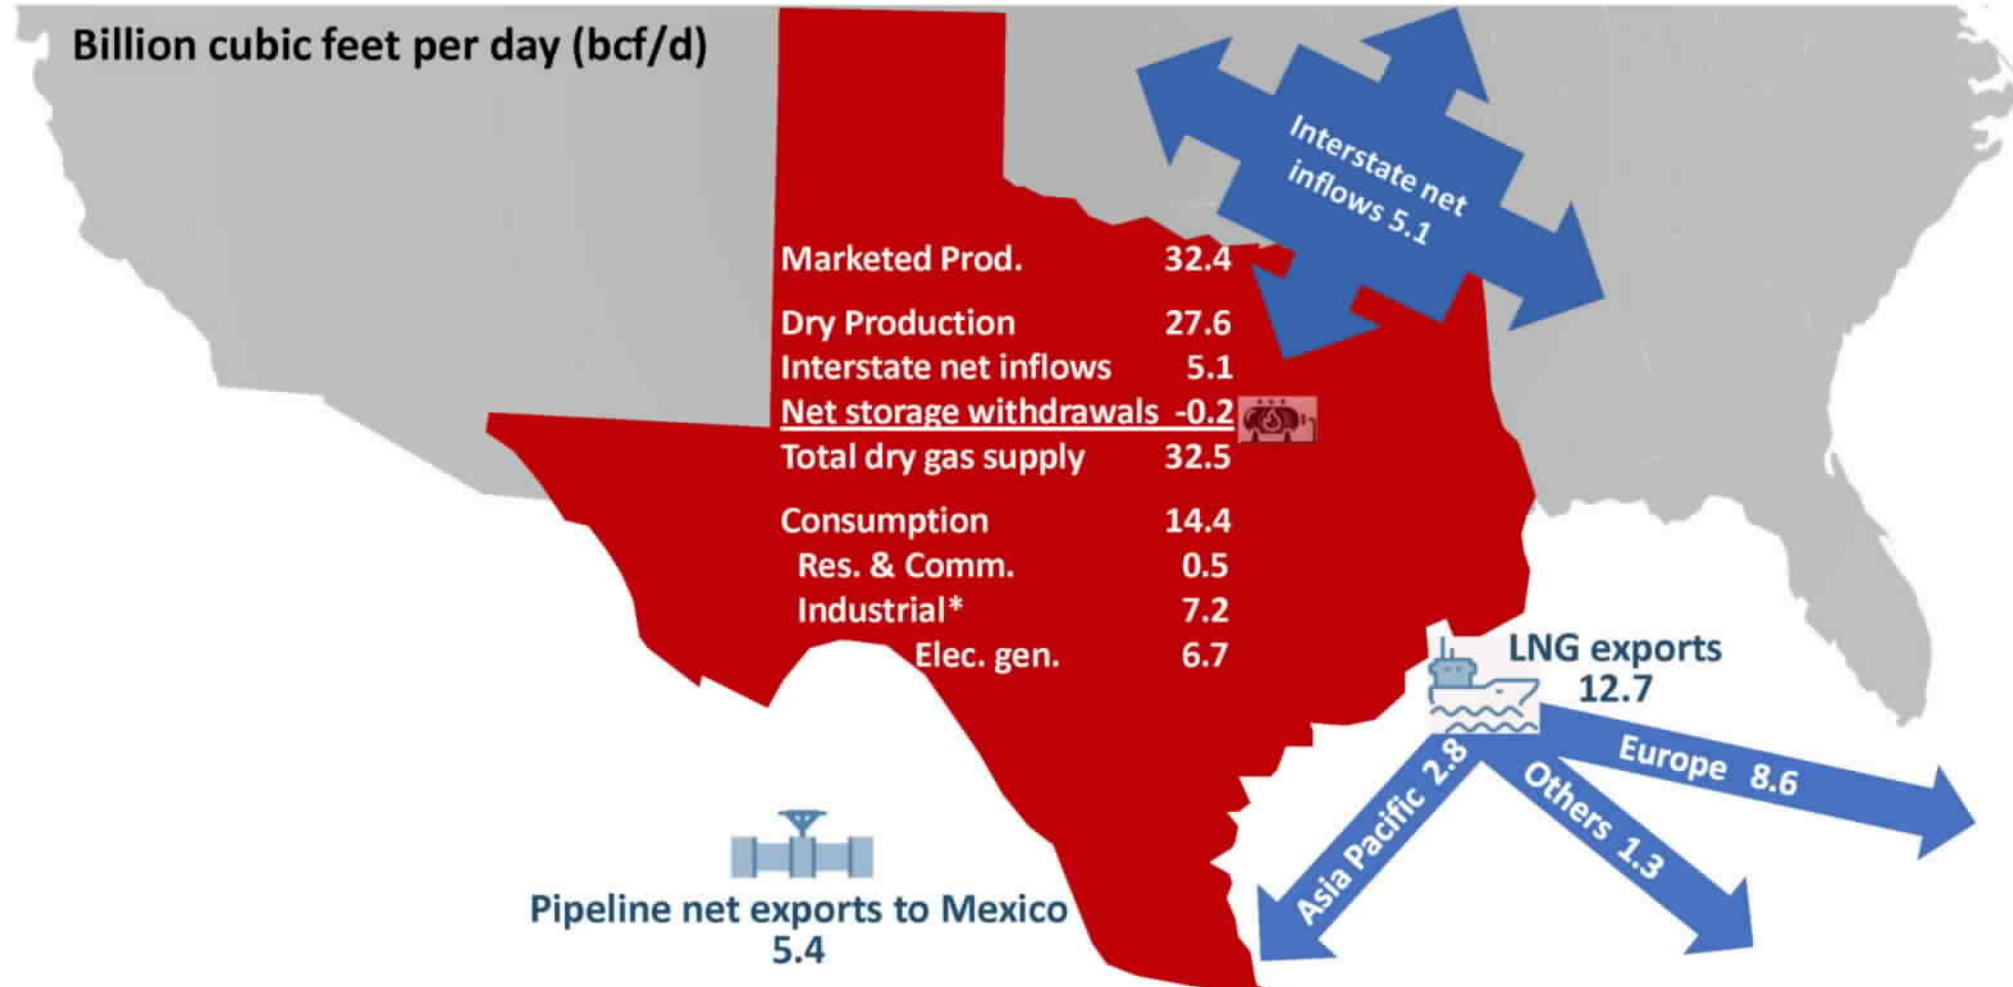 Billion cubic feet per day (bcf/d)
Interstate net
inflows 5.1
Marketed Prod. 32.4
Dry Production 27.6
Interstate net inflows 5.1
Net storage withdrawals -0.2
Total dry gas supply 32.5
Consumption 14.4
Res. & Comm. 0.5
Industrial* 7.2
Elec. gen. 6.7
LNG exports
12.7
Europe 8.6
Others 1.3
Asia Pacific 2.8
Pipeline net exports to Mexico
5.4